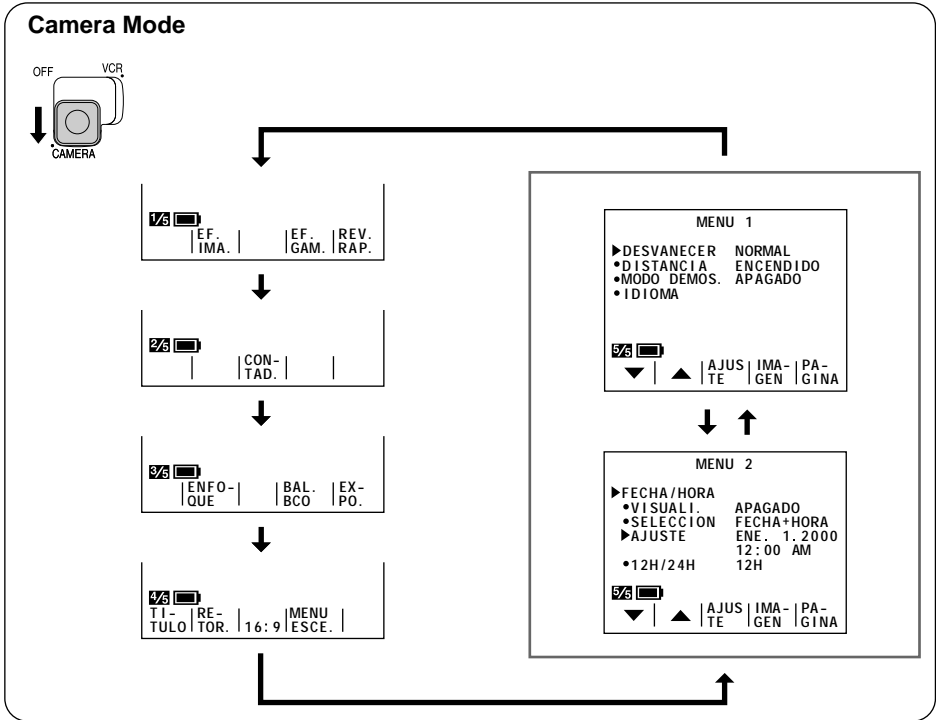 Camera Mode
OFF VCR
CAMERA
1/5
EF. EF. REV.
IMA. GAM. RAP.
2/5
CON-
TAD.
3/5
ENFO- BAL. EX-
QUE BCO PO.
4/5
TI- RE- MENU
TULO TOR. 16:9 ESCE.
MENU 1
▶DESVANECER NORMAL
•DISTANCIA ENCENDIDO
•MODO DEMOS. APAGADO
•IDIOMA
5/5
AJUS IMA- PA-
TE GEN GINA
MENU 2
▶FECHA/HORA
•VISUALI. APAGADO
•SELECCION FECHA+HORA
▶AJUSTE ENE. 1.2000
12:00 AM
•12H/24H 12H
5/5
AJUS IMA- PA-
TE GEN GINA